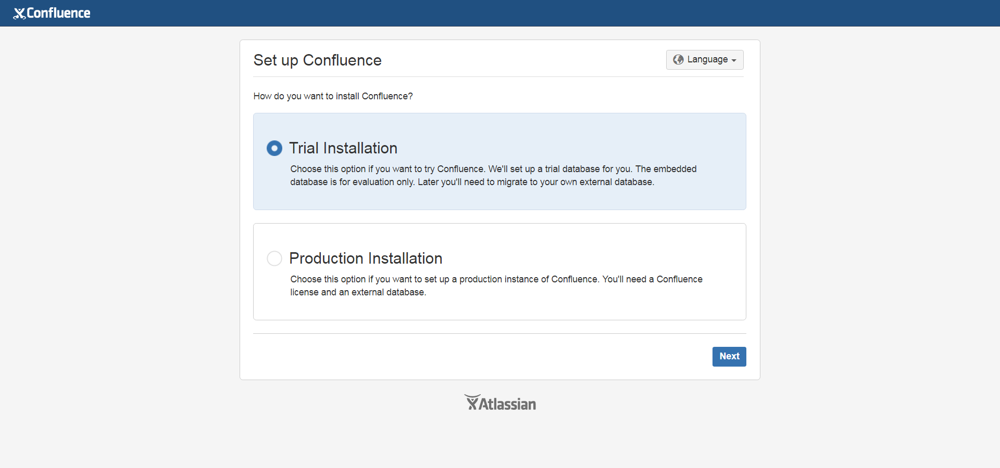 Confluence
Set up Confluence
Language
How do you want to install Confluence?
Trial Installation
Choose this option if you want to try Confluence. We'll set up a trial database for you. The embedded
database is for evaluation only. Later you'll need to migrate to your own external database.
Production Installation
Choose this option if you want to set up a production instance of Confluence. You'll need a Confluence
license and an external database.
Next
Atlassian